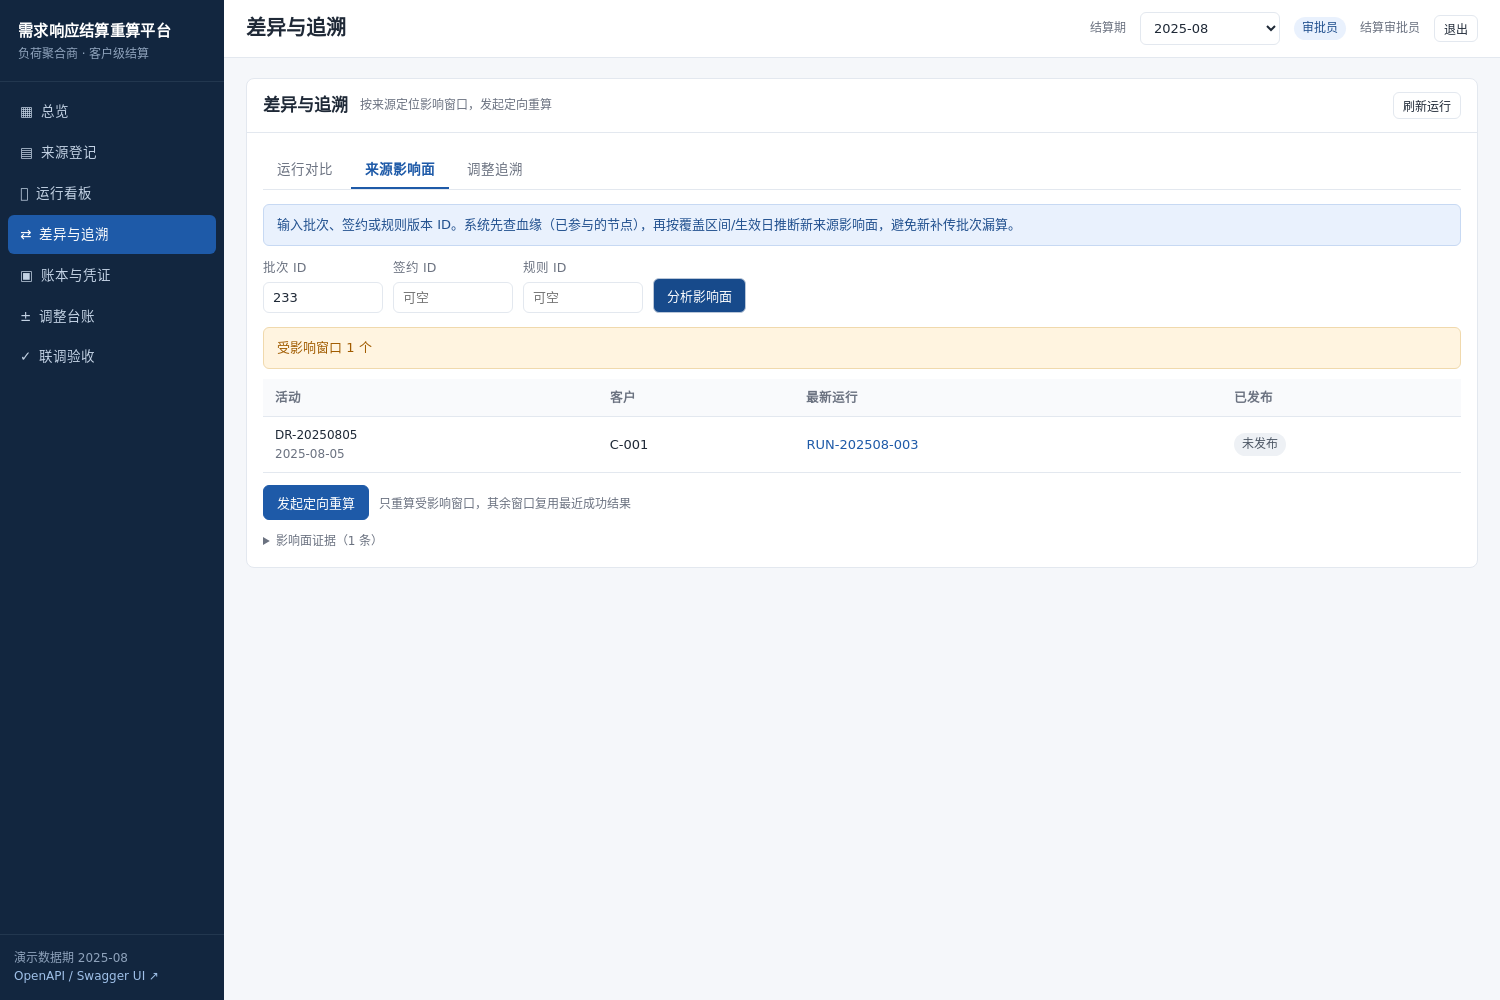 需求响应结算重算平台
负荷聚合商 · 客户级结算
总览
来源登记
运行看板
⇄ 差异与追溯
账本与凭证
± 调整台账
✓ 联调验收
演示数据期 2025-08
OpenAPI / Swagger UI ↗
差异与追溯
结算期 2025-08 审批员 结算审批员 退出
差异与追溯 按来源定位影响窗口，发起定向重算 刷新运行
运行对比 来源影响面 调整追溯
输入批次、签约或规则版本 ID。系统先查血缘（已参与的节点），再按覆盖区间/生效日推断新来源影响面，避免新补传批次漏算。
批次 ID 签约 ID 规则 ID
233 可空 可空 分析影响面
受影响窗口 1 个
活动 客户 最新运行 已发布
DR-20250805
2025-08-05
C-001 RUN-202508-003 未发布
发起定向重算 只重算受影响窗口，其余窗口复用最近成功结果
▶ 影响面证据（1 条）